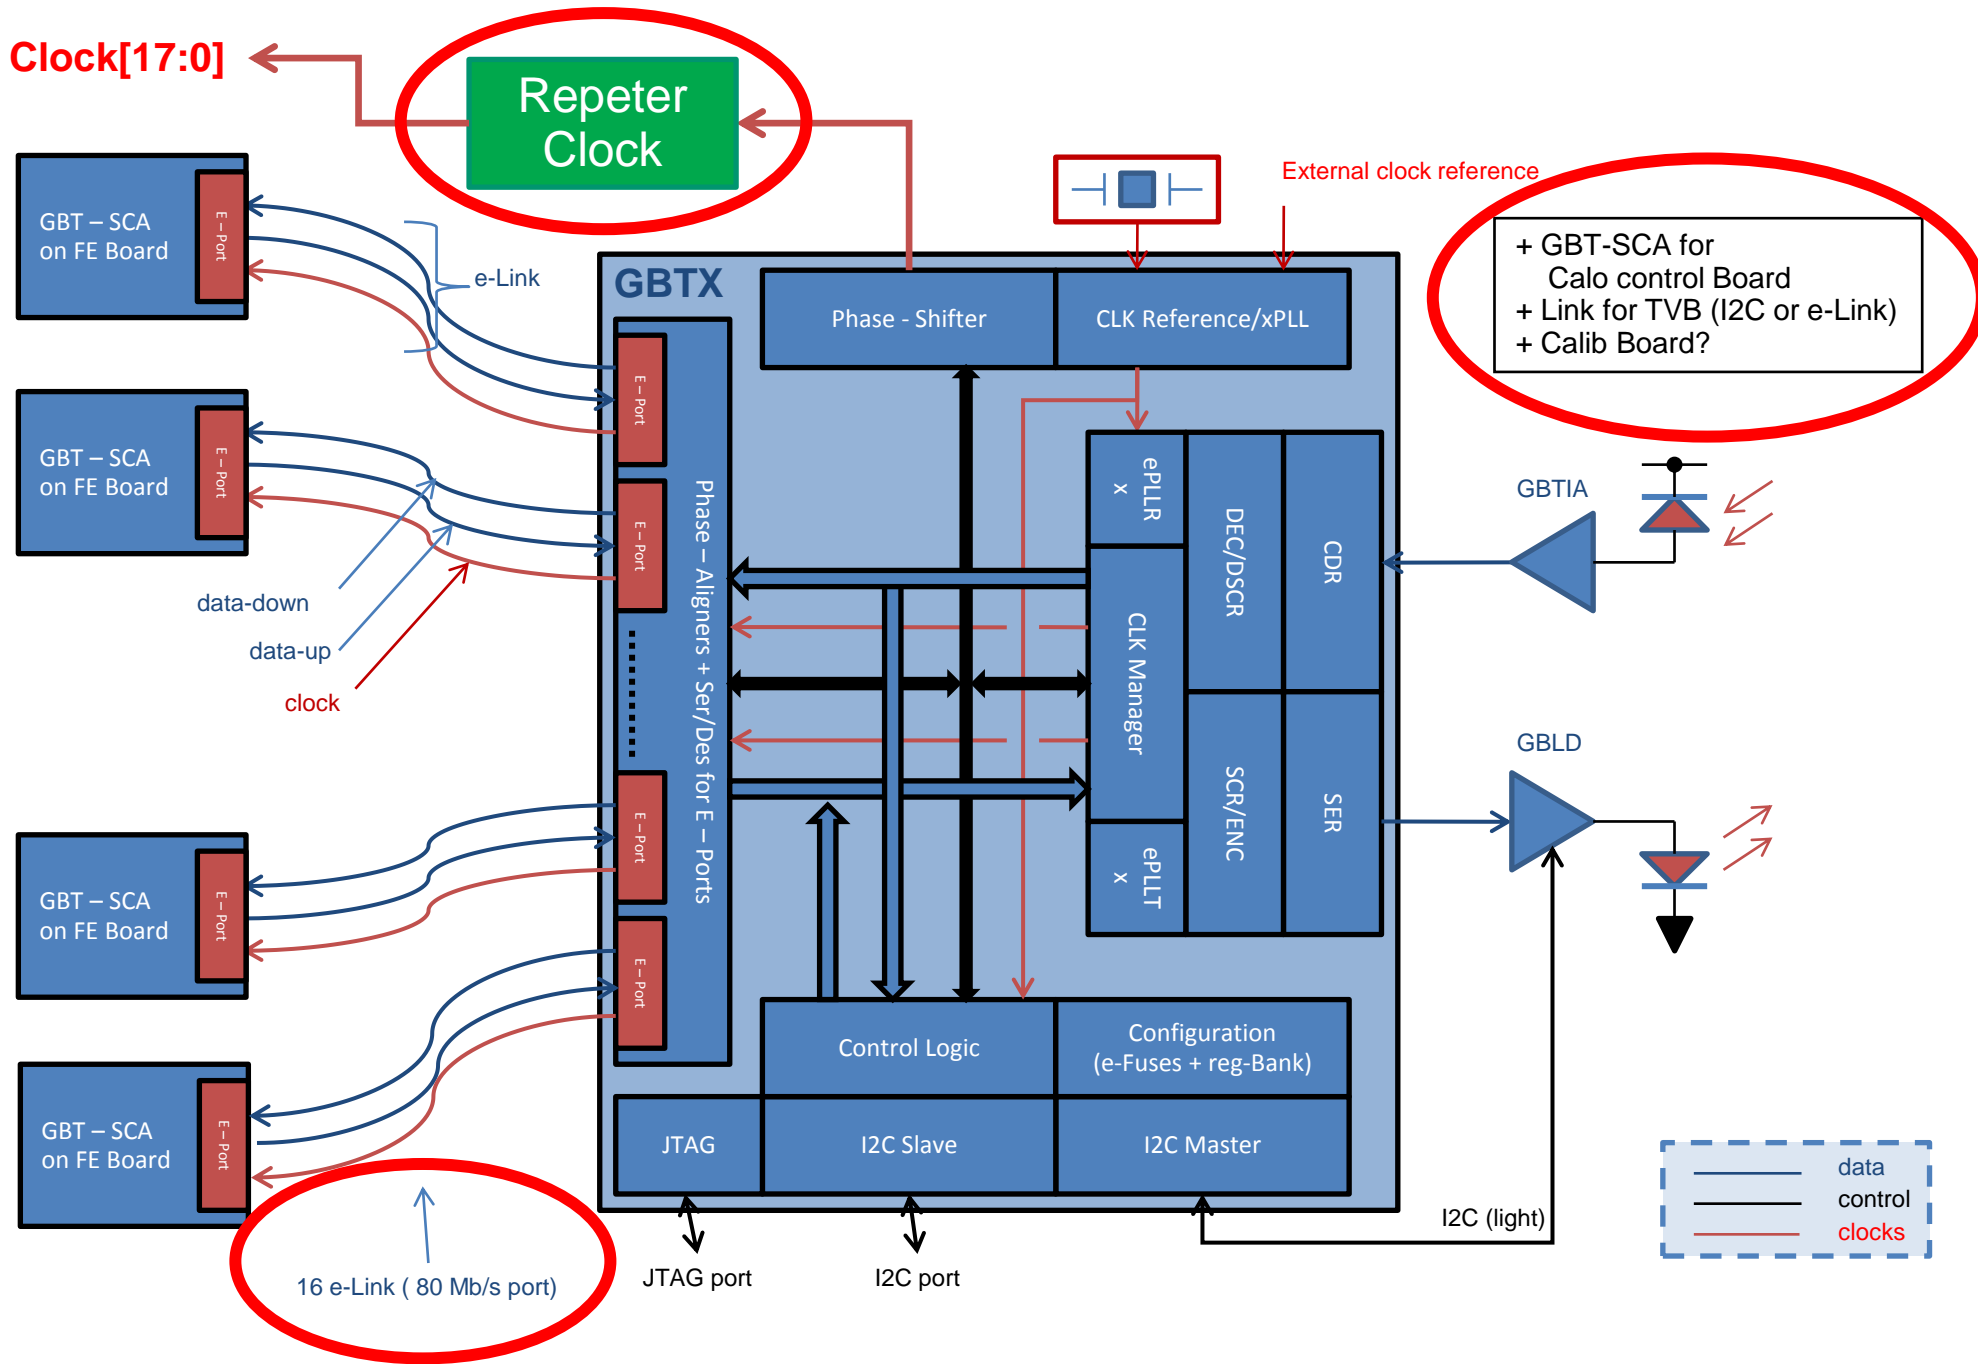 Clock[17:0]
Repeter
Clock
External clock reference
+ GBT-SCA for
Calo control Board
+ Link for TVB (I2C or e-Link)
+ Calib Board?
GBT – SCA
on FE Board
E – Port
e-Link
GBTX
Phase - Shifter
CLK Reference/xPLL
E – Port
GBT – SCA
on FE Board
E – Port
E – Port
Phase – Aligners + Ser/Des for E – Ports
ePLLR
x
DEC/DSCR
CDR
GBTIA
data-down
data-up
clock
CLK Manager
GBLD
SCR/ENC
SER
ePLLT
x
E – Port
GBT – SCA
on FE Board
E – Port
E – Port
Control Logic
Configuration
(e-Fuses + reg-Bank)
GBT – SCA
on FE Board
E – Port
JTAG
I2C Slave
I2C Master
I2C (light)
data
control
clocks
16 e-Link ( 80 Mb/s port)
JTAG port
I2C port